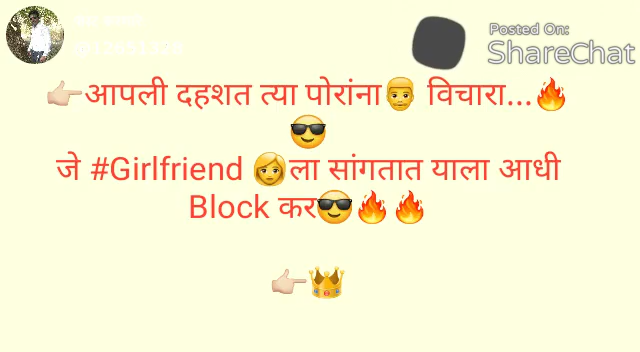 Posted On:
ShareChat
👉🏻आपली दहशत त्या पोरांना👨 विचारा...🔥
😎
जे #Girlfriend 👩ला सांगतात याला आधी
Block कर😎🔥🔥
👉🏻👑